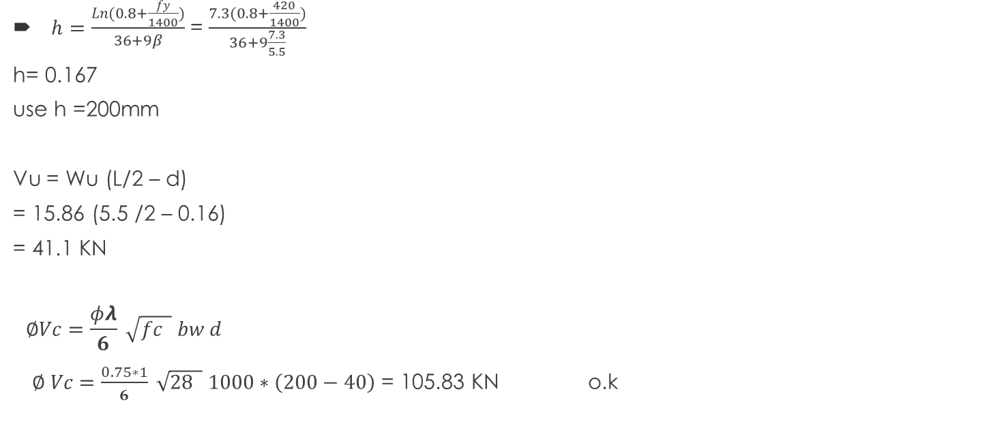 h = Ln(0.8+fy/1400)/36+9β = 7.3(0.8+420/1400)/36+9 7.3/5.5
h= 0.167
use h =200mm
Vu = Wu (L/2 – d)
= 15.86 (5.5 /2 – 0.16)
= 41.1 KN
∅Vc = ϕλ/6 √fc bw d
∅ Vc = 0.75*1/6 √28 1000 * (200 − 40) = 105.83 KN o.k